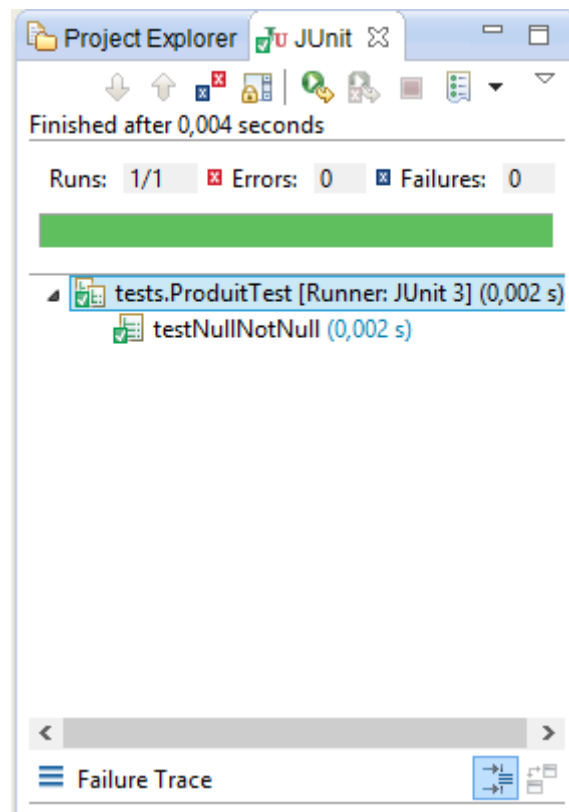 Project Explorer JUnit
Finished after 0,004 seconds
Runs: 1/1 Errors: 0 Failures: 0
tests.ProduitTest [Runner: JUnit 3] (0,002 s)
testNullNotNull (0,002 s)
Failure Trace